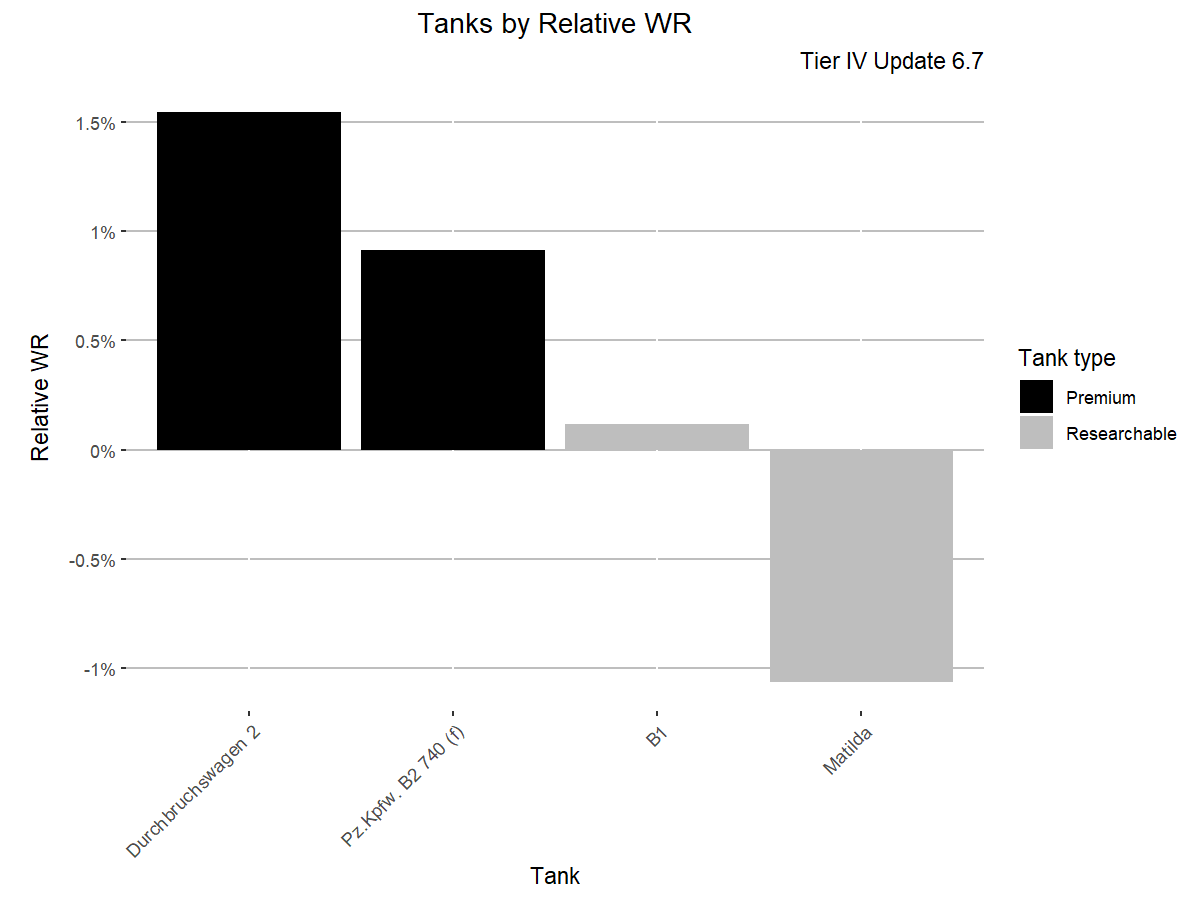 Tanks by Relative WR
Tier IV Update 6.7
Relative WR
1.5%
1%
0.5%
0%
-0.5%
-1%
Durchbruchswagen 2
Pz.Kpfw. B2 740 (f)
B1
Matilda
Tank
Tank type
Premium
Researchable